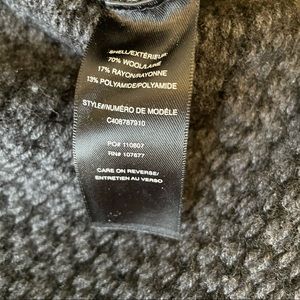 SHELL/EXTÉRIEUR
70% WOOL/LAINE
17% RAYON/RAYONNE
13% POLYAMIDE/POLYAMIDE
STYLE/NUMÉRO DE MODÈLE
C408787910
PO# 110807
RN# 107677
CARE ON REVERSE/
ENTRETIEN AU VERSO